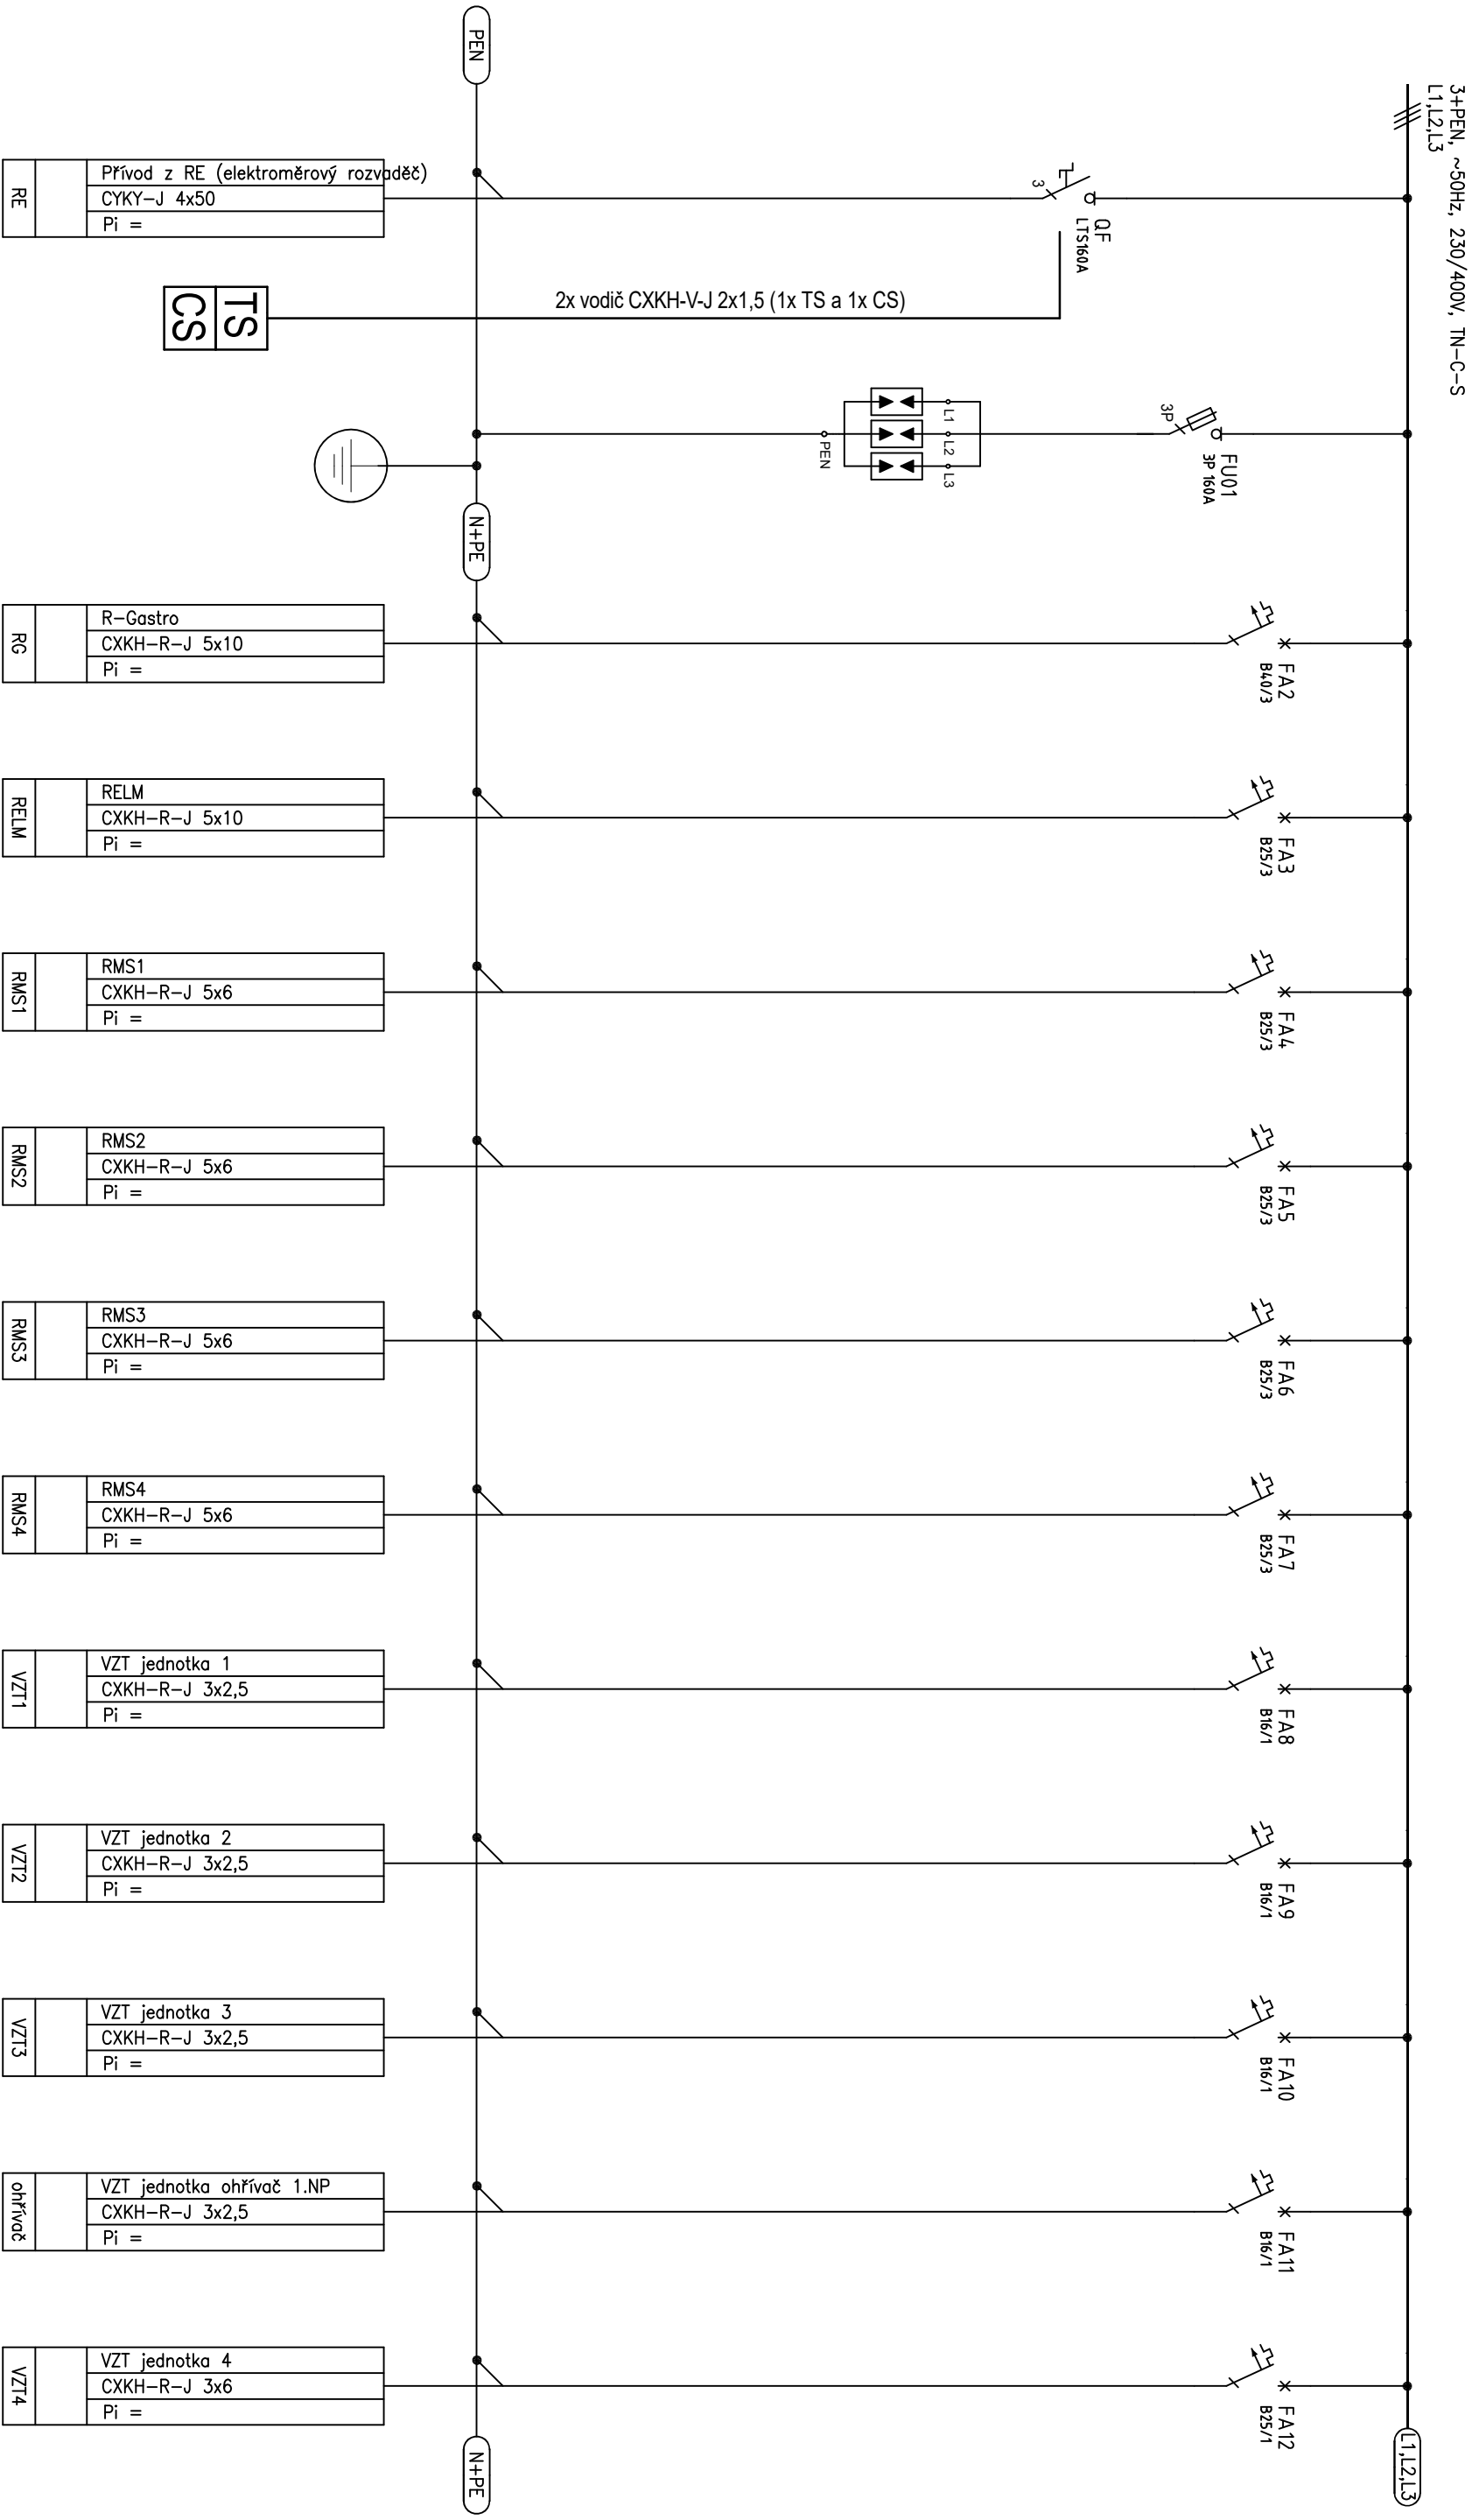 3+PEN, ~50Hz, 230/400V, TN-C-S
L1,L2,L3
PEN
Přívod z RE (elektroměrový rozvaděč)
CYKY-J 4x50
Pi =
RE
3
QF
LTS160A
2x vodič CXKH-V-J 2x1,5 (1x TS a 1x CS)
TS
CS
L1
L2
L3
PEN
3P
FU01
3P 160A
N+PE
R-Gastro
CXKH-R-J 5x10
Pi =
RG
FA2
B40/3
RELM
CXKH-R-J 5x10
Pi =
RELM
FA3
B25/3
RMS1
CXKH-R-J 5x6
Pi =
RMS1
FA4
B25/3
RMS2
CXKH-R-J 5x6
Pi =
RMS2
FA5
B25/3
RMS3
CXKH-R-J 5x6
Pi =
RMS3
FA6
B25/3
RMS4
CXKH-R-J 5x6
Pi =
RMS4
FA7
B25/3
VZT jednotka 1
CXKH-R-J 3x2,5
Pi =
VZT1
FA8
B16/1
VZT jednotka 2
CXKH-R-J 3x2,5
Pi =
VZT2
FA9
B16/1
VZT jednotka 3
CXKH-R-J 3x2,5
Pi =
VZT3
FA10
B16/1
VZT jednotka ohřívač 1.NP
CXKH-R-J 3x2,5
Pi =
ohřívač
FA11
B16/1
VZT jednotka 4
CXKH-R-J 3x6
Pi =
VZT4
FA12
B25/1
N+PE
L1,L2,L3